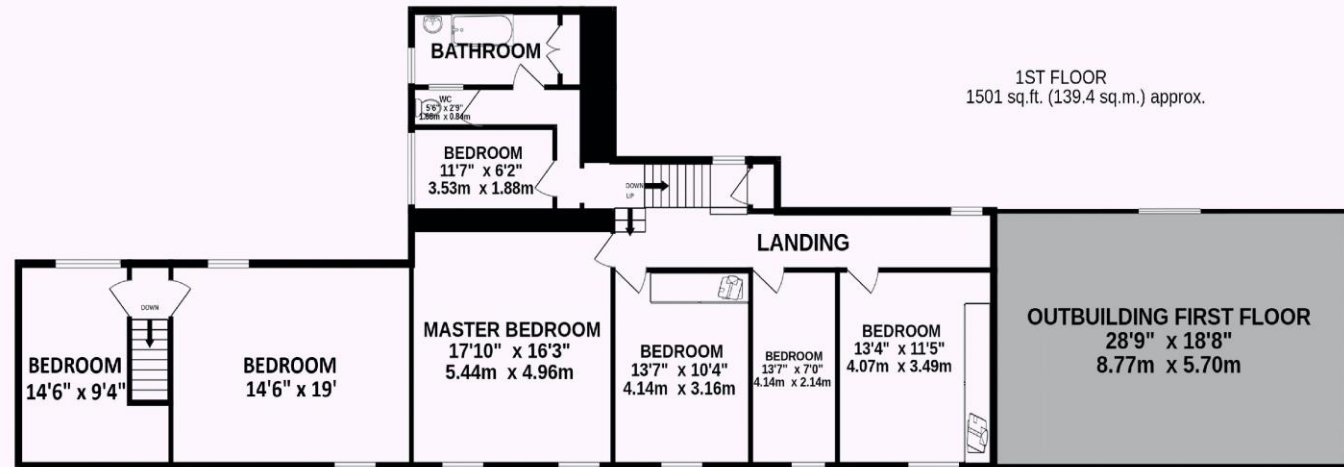 BATHROOM
1ST FLOOR
1501 sq.ft. (139.4 sq.m.) approx.
WC
5'6" x 2'9"
1.68m x 0.84m
BEDROOM
11'7" x 6'2"
3.53m x 1.88m
DOWN
UP
LANDING
DOWN
BEDROOM
14'6" x 9'4"
BEDROOM
14'6" x 19'
MASTER BEDROOM
17'10" x 16'3"
5.44m x 4.96m
BEDROOM
13'7" x 10'4"
4.14m x 3.16m
BEDROOM
13'7" x 7'0"
4.14m x 2.14m
BEDROOM
13'4" x 11'5"
4.07m x 3.49m
OUTBUILDING FIRST FLOOR
28'9" x 18'8"
8.77m x 5.70m